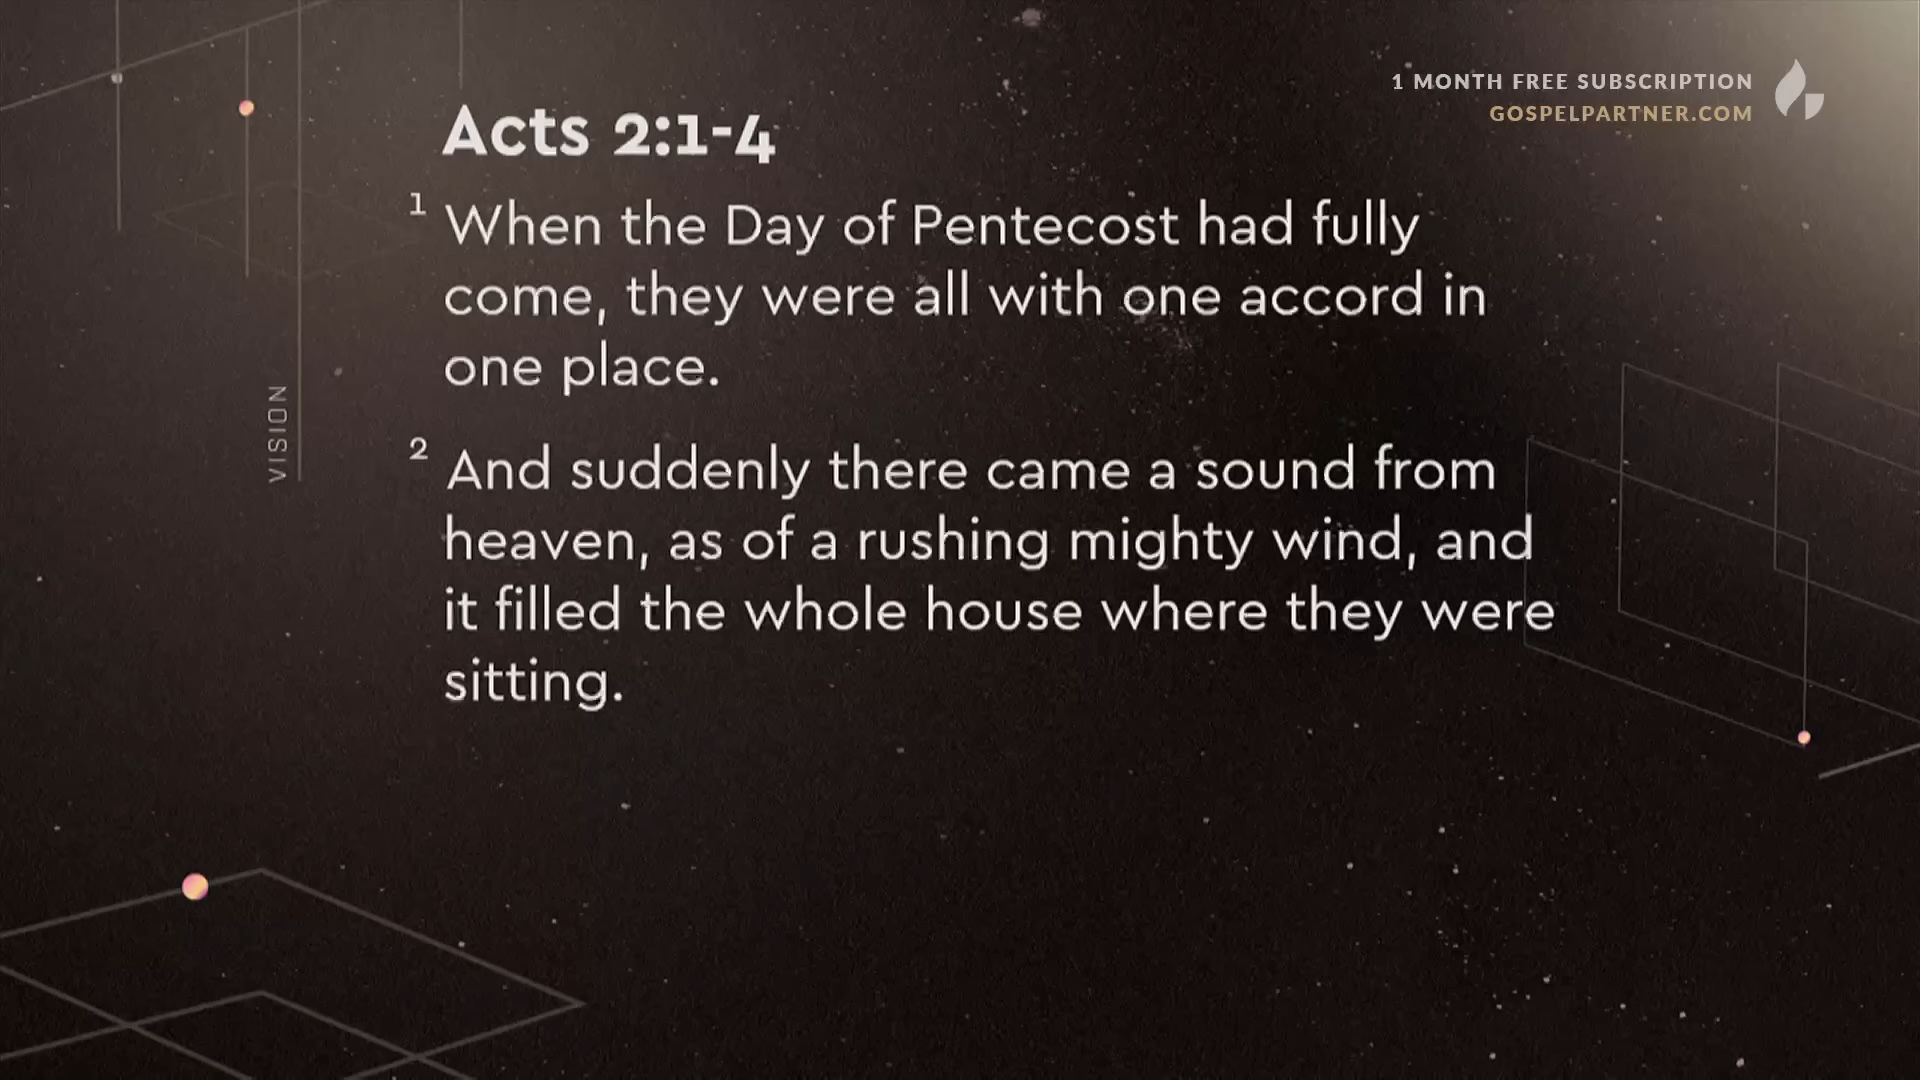 1 MONTH FREE SUBSCRIPTION
GOSPELPARTNER.COM
Acts 2:1-4
1 When the Day of Pentecost had fully
come, they were all with one accord in
one place.
2 And suddenly there came a sound from
heaven, as of a rushing mighty wind, and
it filled the whole house where they were
sitting.
VISION